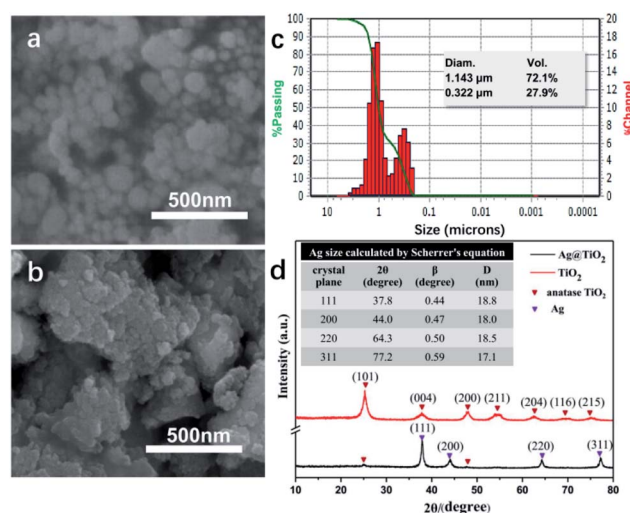 a
500nm
b
500nm
c
%Passing
100
90
80
70
60
50
40
30
20
10
0
Diam. Vol.
1.143 μm 72.1%
0.322 μm 27.9%
20
18
16
14
12
10
8
6
4
2
0
%Channel
10 1 0.1 0.01 0.001 0.0001
Size (microns)
d
Ag size calculated by Scherrer's equation
crystal plane 2θ (degree) β (degree) D (nm)
111 37.8 0.44 18.8
200 44.0 0.47 18.0
220 64.3 0.50 18.5
311 77.2 0.59 17.1
Ag@TiO2
TiO2
anatase TiO2
Ag
Intensity (a.u.)
(101)
(004) (200) (211) (204) (116) (215)
(111)
(200) (220) (311)
10 20 30 40 50 60 70 80
2θ/(degree)